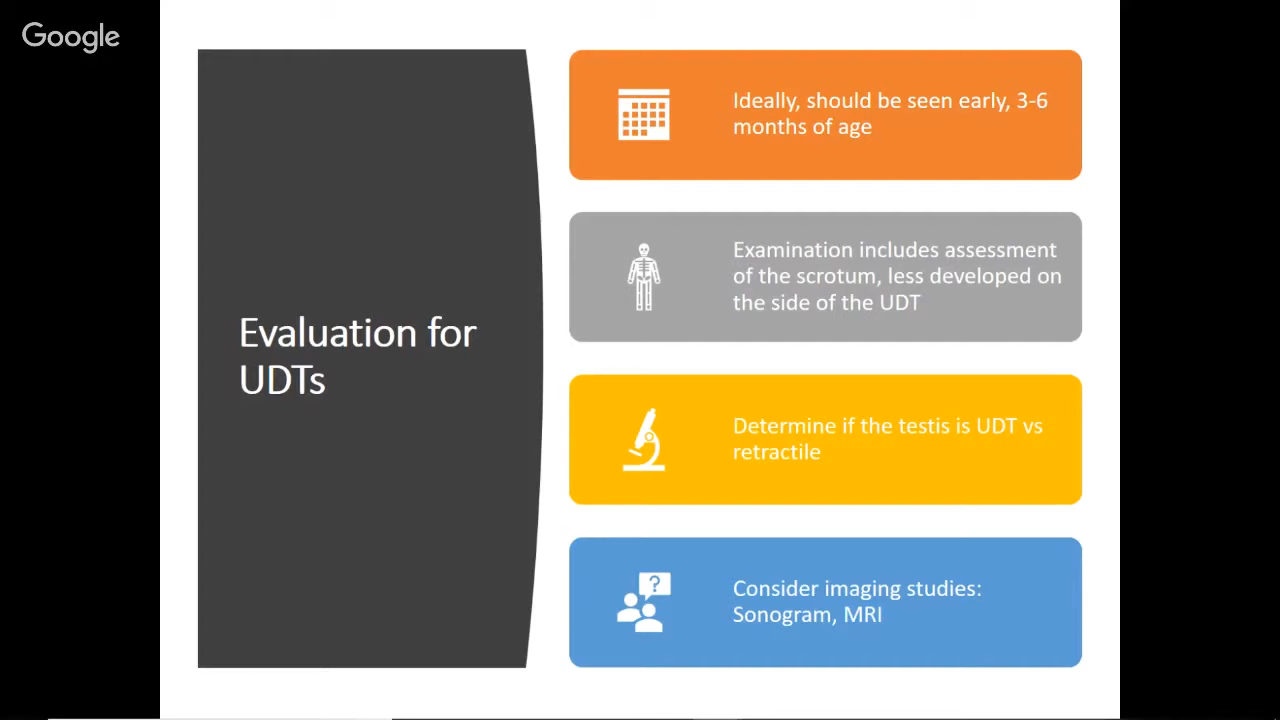 Google
Evaluation for
UDTs
Ideally, should be seen early, 3-6
months of age
Examination includes assessment
of the scrotum, less developed on
the side of the UDT
Determine if the testis is UDT vs
retractile
?
Consider imaging studies:
Sonogram, MRI